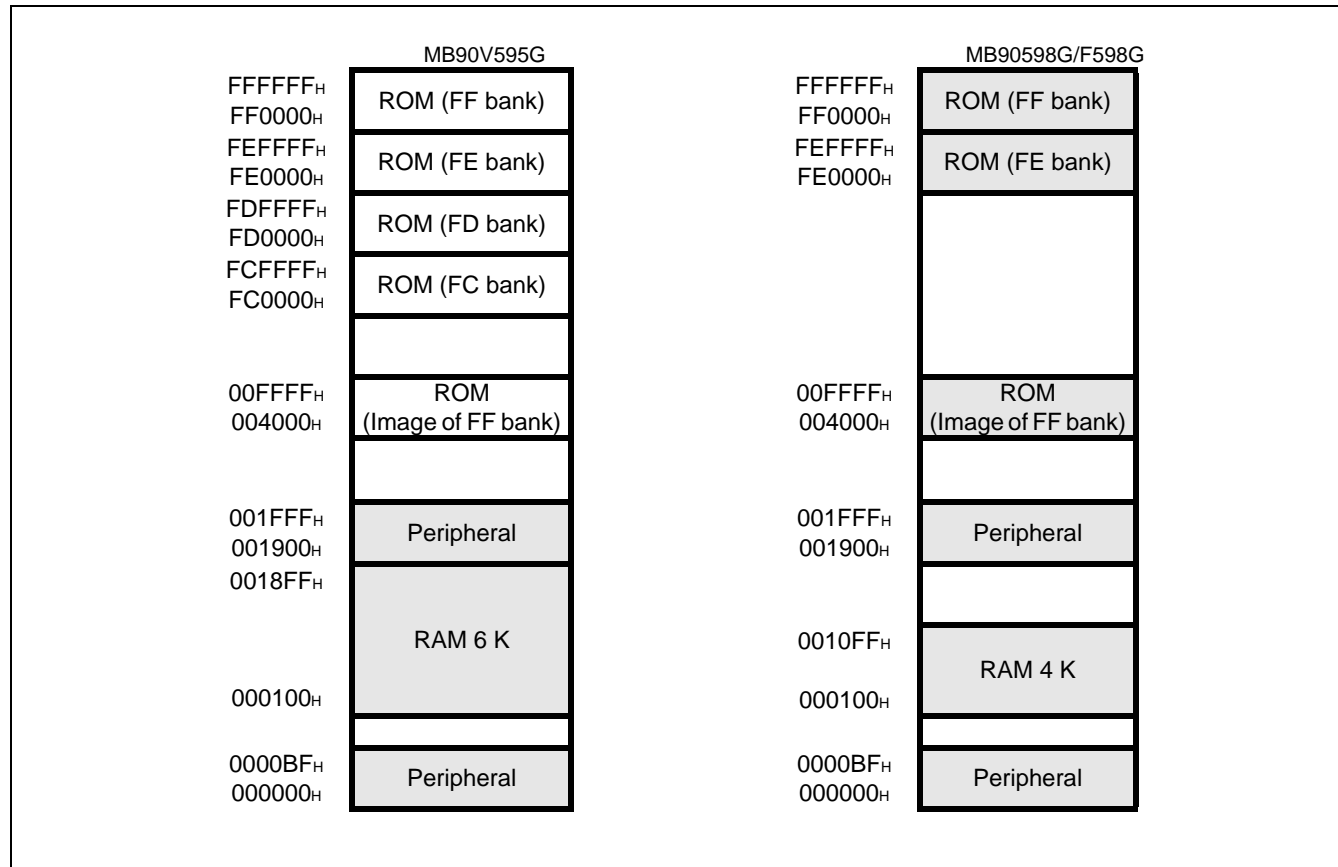 MB90V595G
FFFFFFH
FF0000H
ROM (FF bank)
FEFFFFH
FE0000H
ROM (FE bank)
FDFFFFH
FD0000H
ROM (FD bank)
FCFFFFH
FC0000H
ROM (FC bank)
00FFFFH
004000H
ROM
(Image of FF bank)
001FFFH
001900H
Peripheral
0018FFH
RAM 6 K
000100H
0000BFH
000000H
Peripheral
MB90598G/F598G
FFFFFFH
FF0000H
ROM (FF bank)
FEFFFFH
FE0000H
ROM (FE bank)
00FFFFH
004000H
ROM
(Image of FF bank)
001FFFH
001900H
Peripheral
0010FFH
RAM 4 K
000100H
0000BFH
000000H
Peripheral